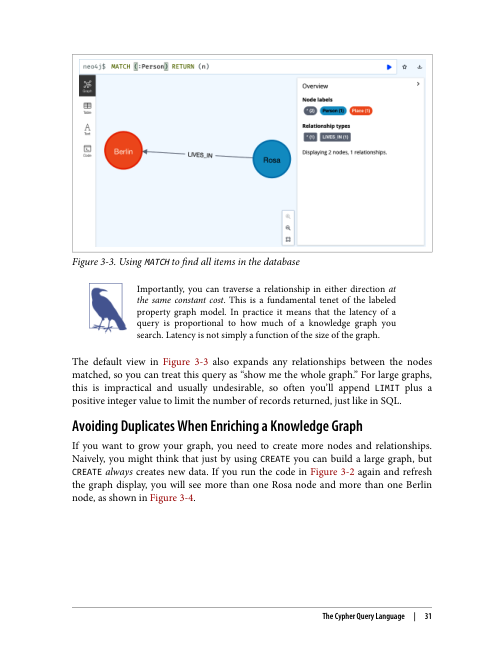 neo4j$ MATCH (:Person) RETURN (n)
Graph
Table
Text
Code
Berlin
LIVES_IN
Rosa
Overview
Node labels
* (2) Person (1) Place (1)
Relationship types
* (1) LIVES_IN (1)
Displaying 2 nodes, 1 relationships.
Figure 3-3. Using MATCH to find all items in the database
Importantly, you can traverse a relationship in either direction at
the same constant cost. This is a fundamental tenet of the labeled
property graph model. In practice it means that the latency of a
query is proportional to how much of a knowledge graph you
search. Latency is not simply a function of the size of the graph.
The default view in Figure 3-3 also expands any relationships between the nodes
matched, so you can treat this query as “show me the whole graph.” For large graphs,
this is impractical and usually undesirable, so often you’ll append LIMIT plus a
positive integer value to limit the number of records returned, just like in SQL.
Avoiding Duplicates When Enriching a Knowledge Graph
If you want to grow your graph, you need to create more nodes and relationships.
Naively, you might think that just by using CREATE you can build a large graph, but
CREATE always creates new data. If you run the code in Figure 3-2 again and refresh
the graph display, you will see more than one Rosa node and more than one Berlin
node, as shown in Figure 3-4.
The Cypher Query Language | 31